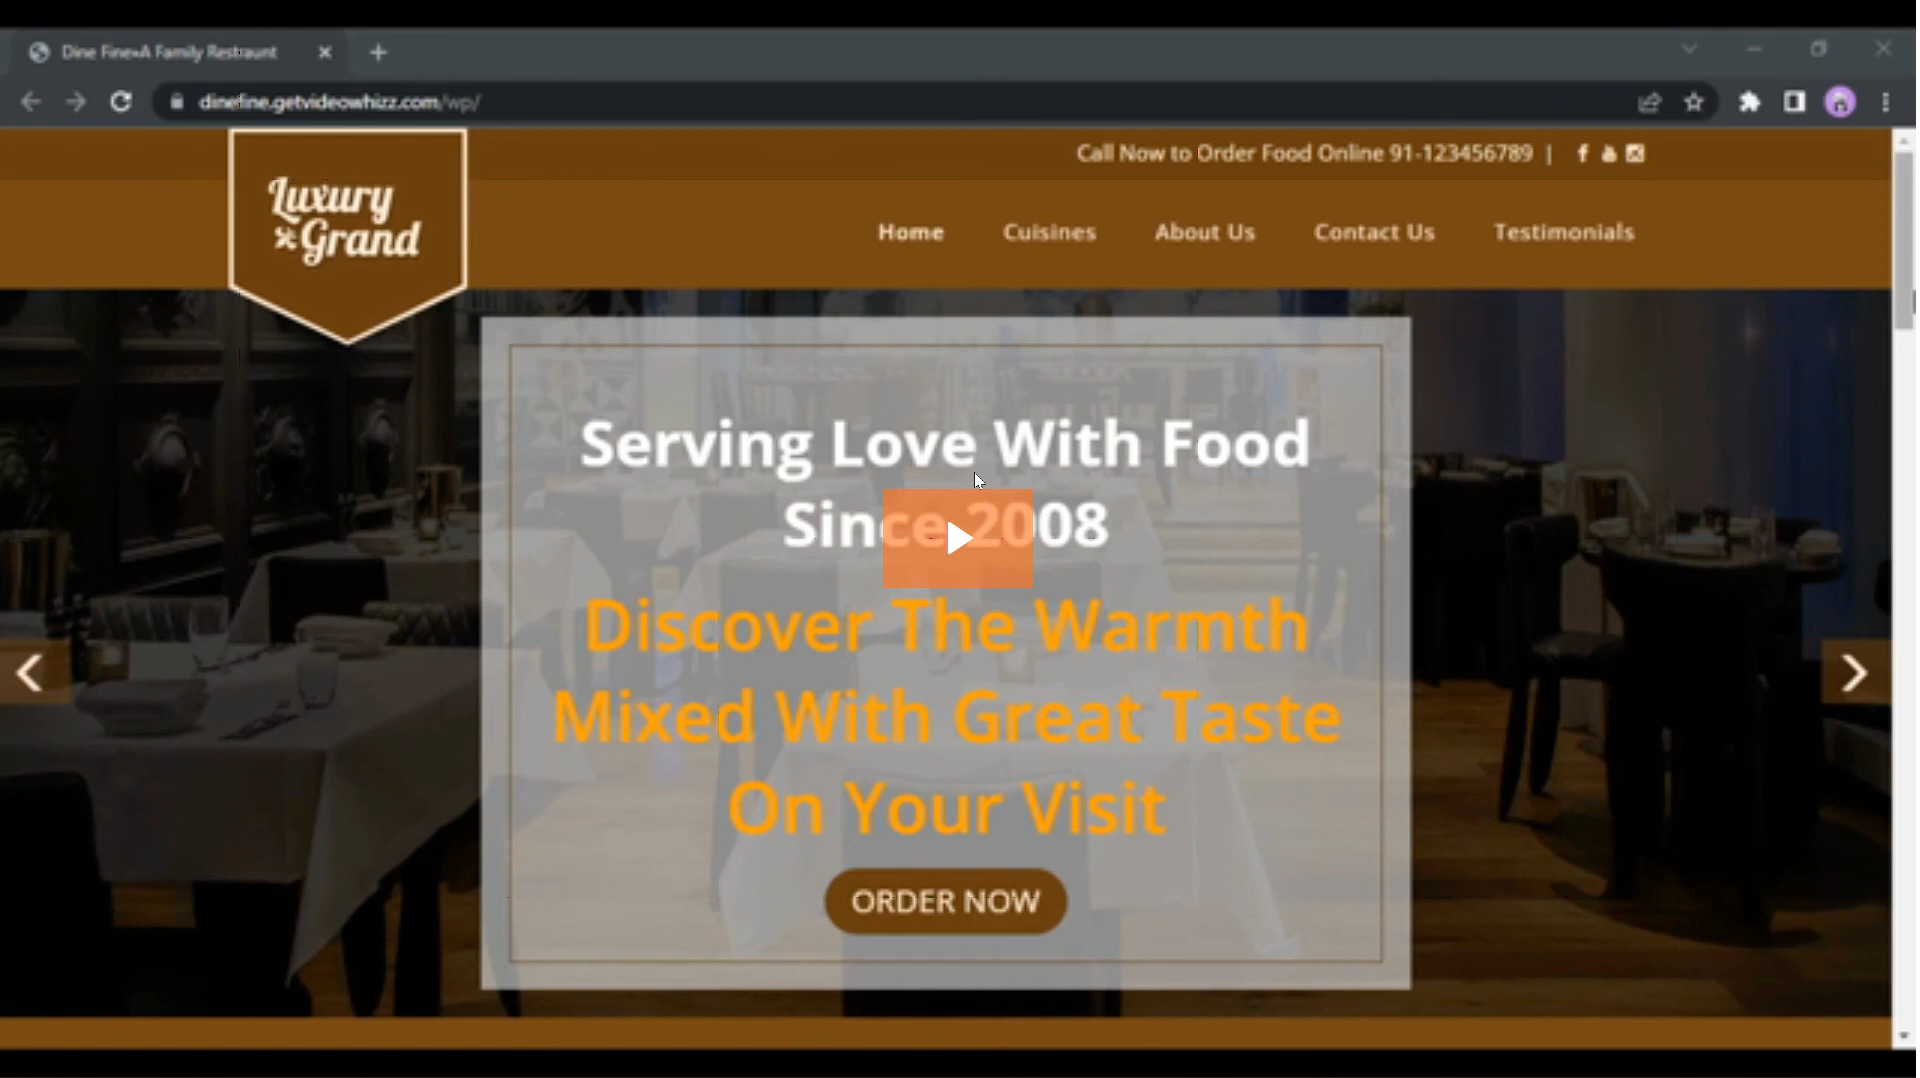 Dine Fine•A Family Restraunt
dinefine.getvideowhizz.com/wp/
Call Now to Order Food Online 91-123456789 |
Luxury
Grand
Home Cuisines About Us Contact Us Testimonials
Serving Love With Food
Since 2008
Discover The Warmth
Mixed With Great Taste
On Your Visit
ORDER NOW